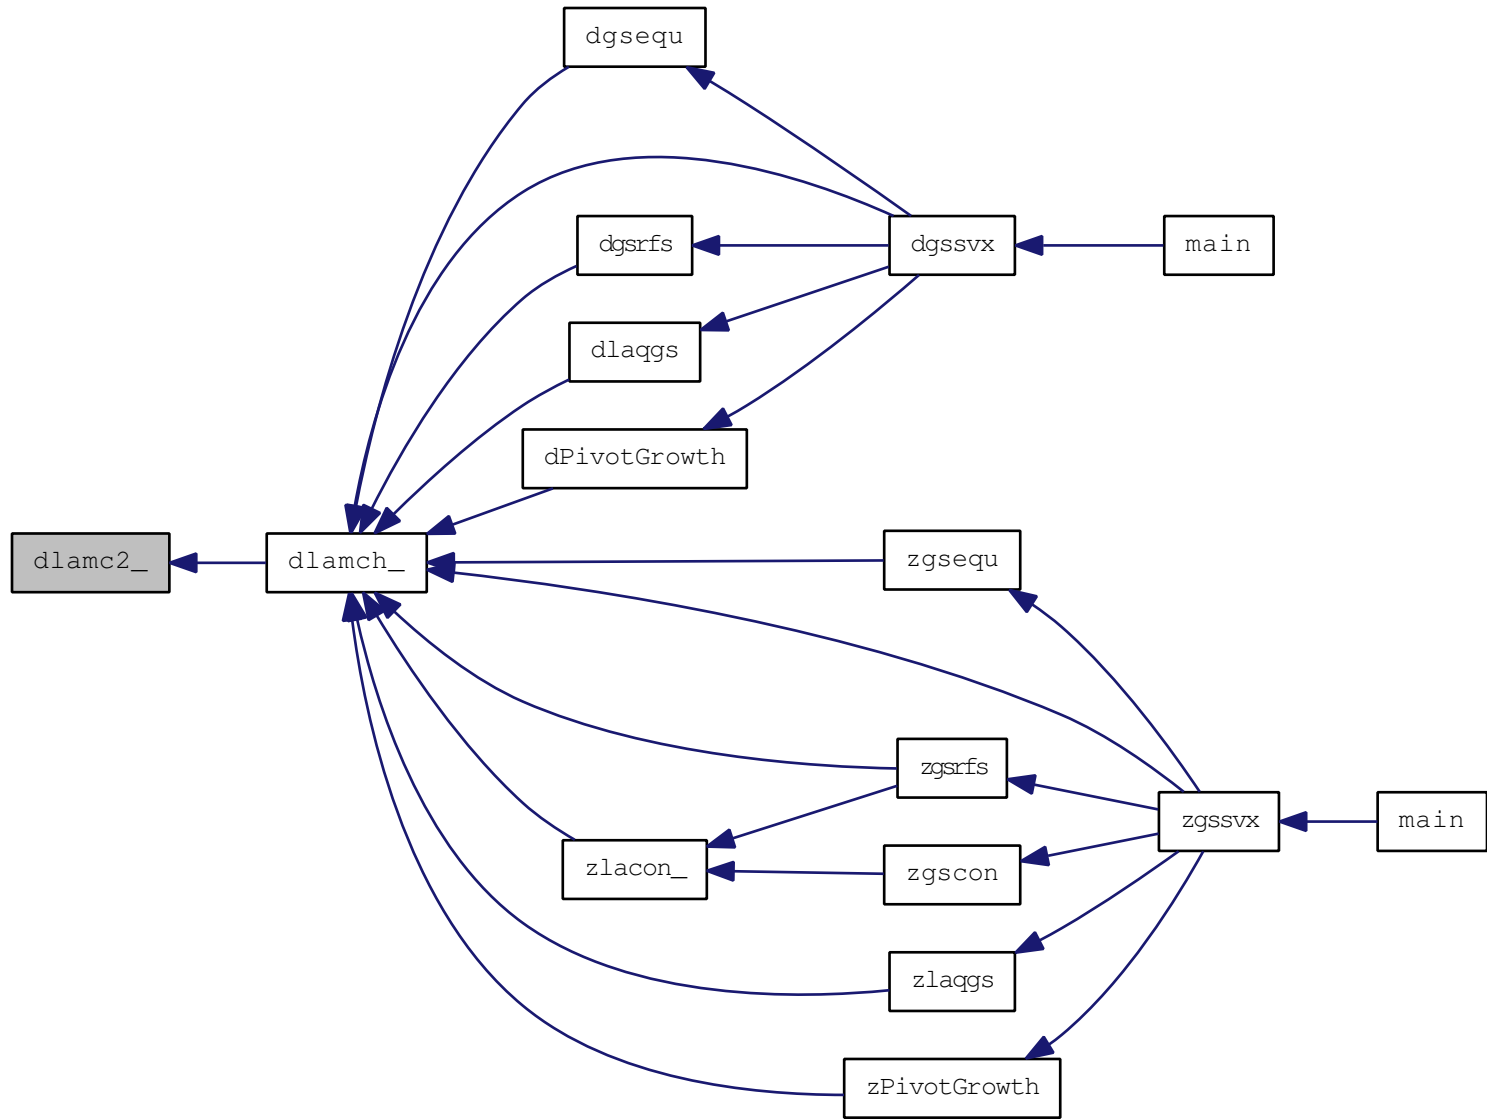 dgsequ
dgsrfs
dgssvx
main
dlaqgs
dPivotGrowth
dlamc2_
dlamch_
zgsequ
zgsrfs
zgssvx
main
zlacon_
zgscon
zlaqgs
zPivotGrowth